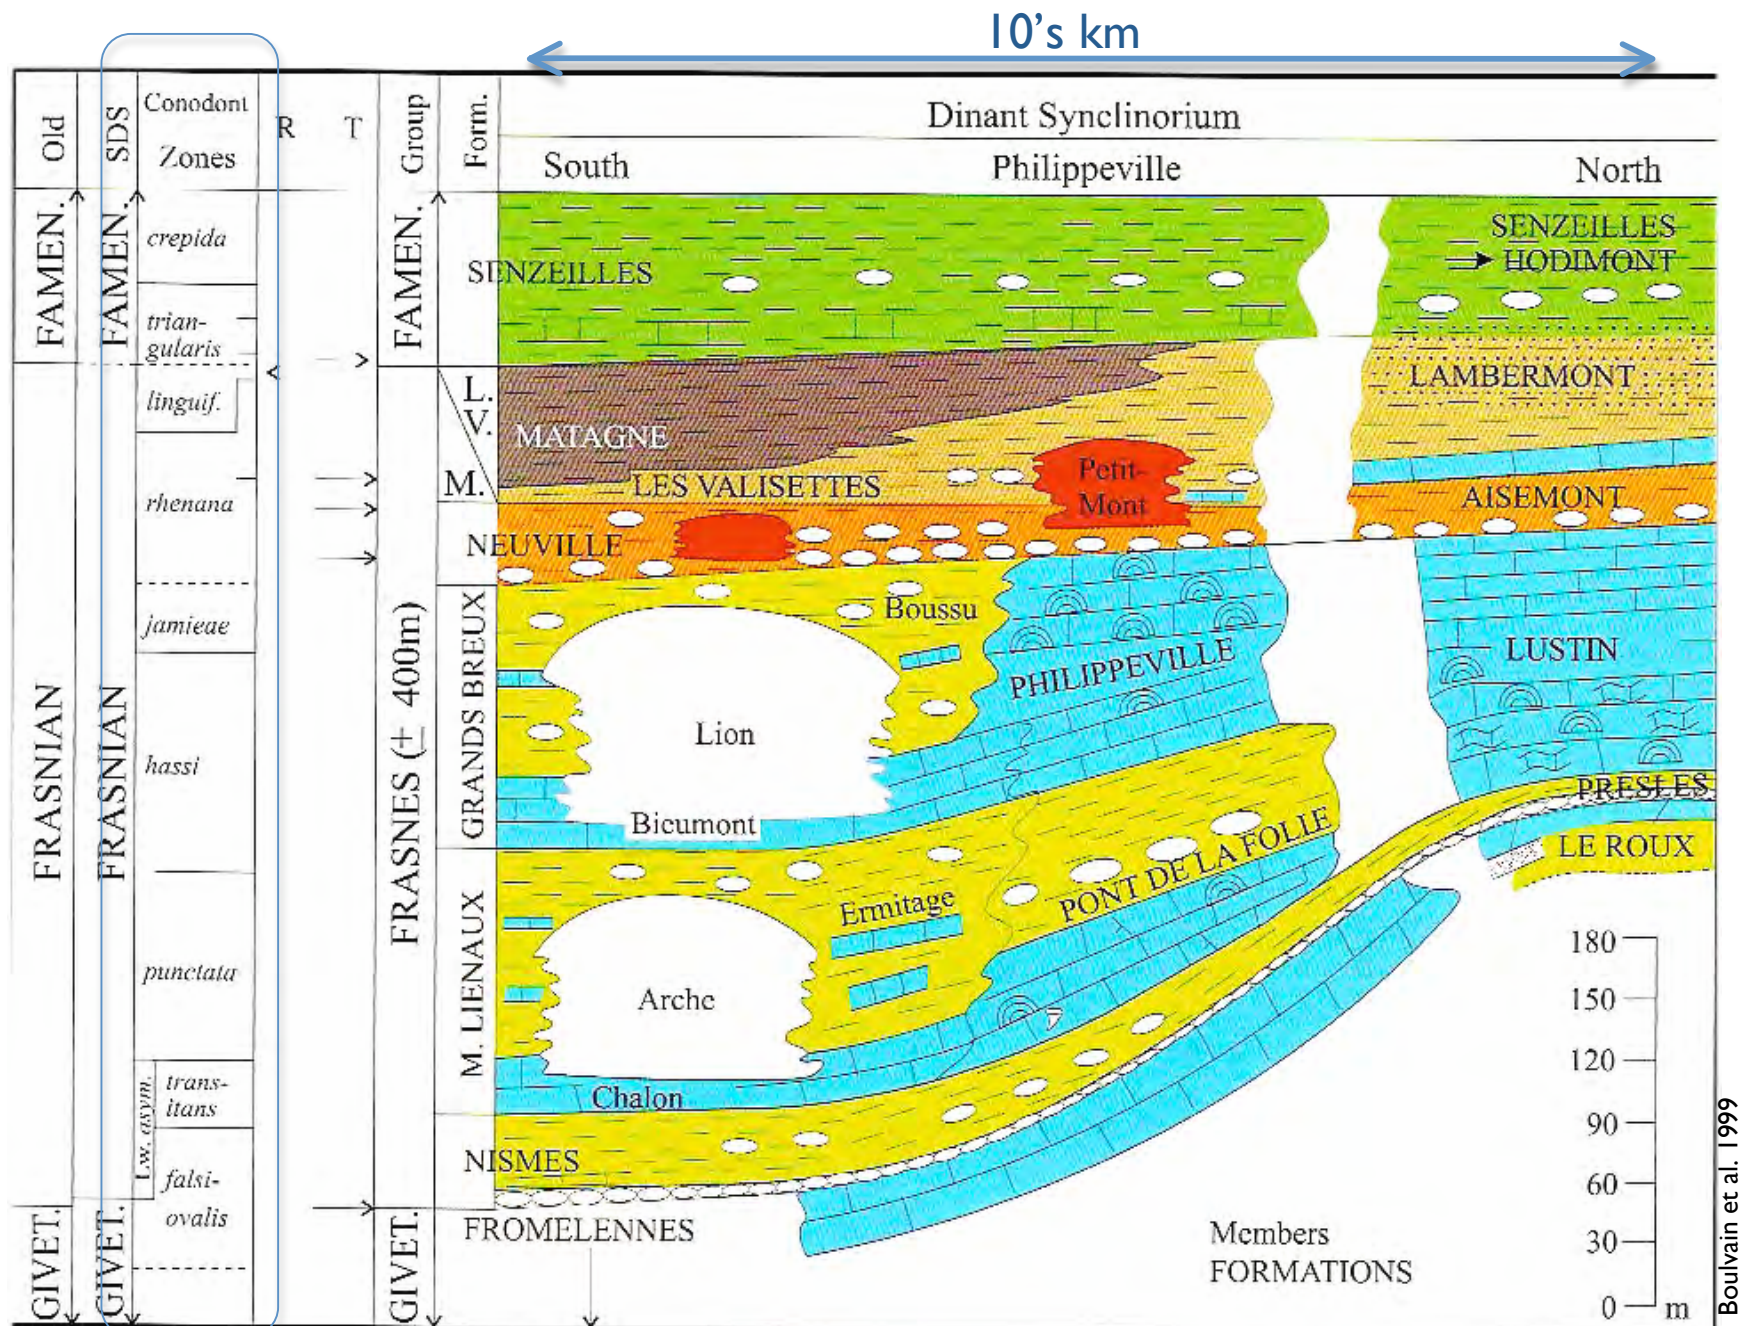 10's km
Old
SDS
Conodont
Zones
R T
Group
Form.
Dinant Synclinorium
South
Philippeville
North
FAMEN.
FAMEN.
crepida
trian-
gularis
linguif.
rhenana
jamieae
hassi
punctata
Lw. asym.
trans-
itans
falsi-
ovalis
FRASNIAN
FRASNIAN
GIVET.
GIVET.
FAMEN.
FRASNES (± 400m)
GIVET.
L.
V.
M.
GRANDS BREUX
M. LIENAUX
SENZEILLES
SENZEILLES
HODIMONT
MATAGNE
LAMBERMONT
LES VALISETTES
Petit-
Mont
AISEMONT
NEUVILLE
Boussu
PHILIPPEVILLE
LUSTIN
Lion
Bieumont
PRESLES
LE ROUX
PONT DE LA FOLLE
Ermitage
Arche
Chalon
NISMES
FROMELENNES
Members
FORMATIONS
180
150
120
90
60
30
0 m
Boulvain et al. 1999